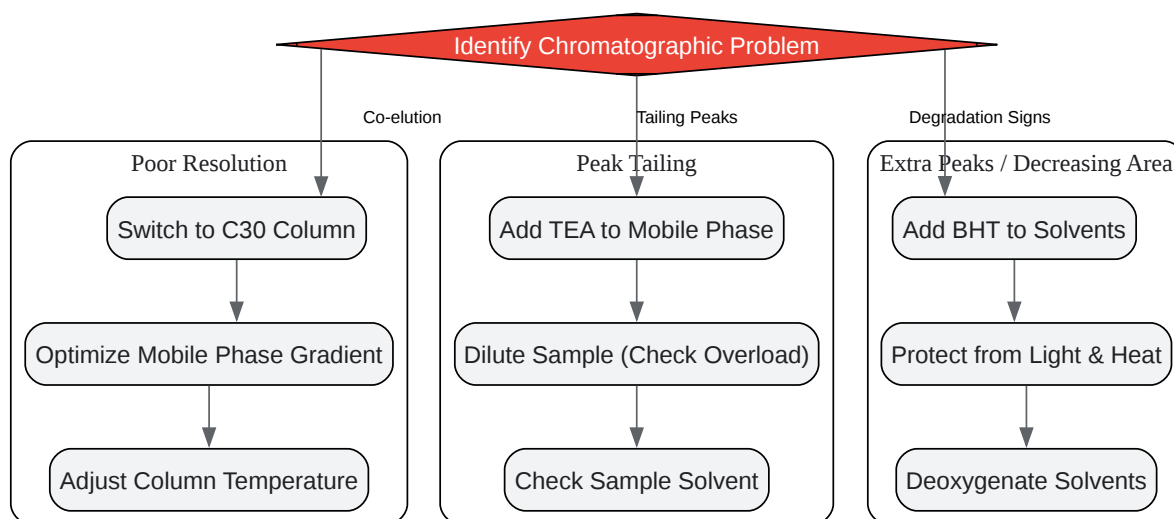 Identify Chromatographic Problem
Co-elution
Tailing Peaks
Degradation Signs
Poor Resolution
Peak Tailing
Extra Peaks / Decreasing Area
Switch to C30 Column
Add TEA to Mobile Phase
Add BHT to Solvents
Optimize Mobile Phase Gradient
Dilute Sample (Check Overload)
Protect from Light & Heat
Adjust Column Temperature
Check Sample Solvent
Deoxygenate Solvents